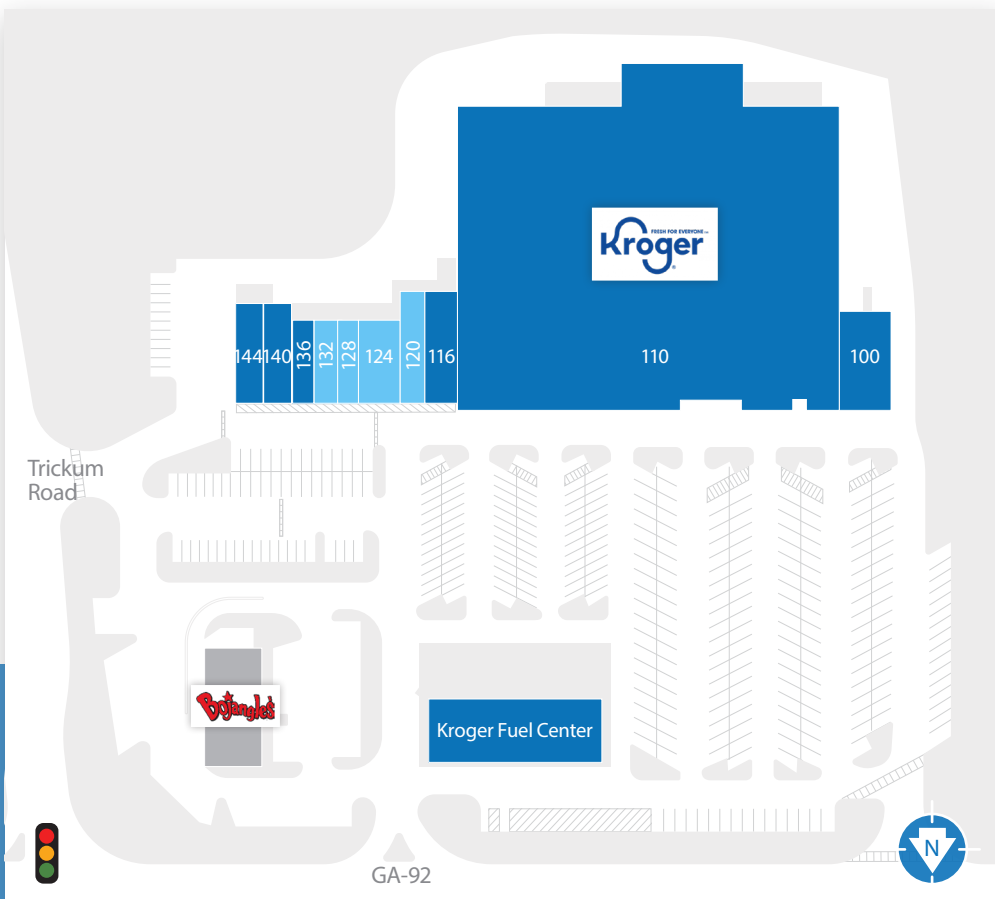 FRESH FOR EVERYONE™
Kroger
®
144
140
136
132
128
124
120
116
110
100
Trickum
Road
Bojangles
Kroger Fuel Center
GA-92
N